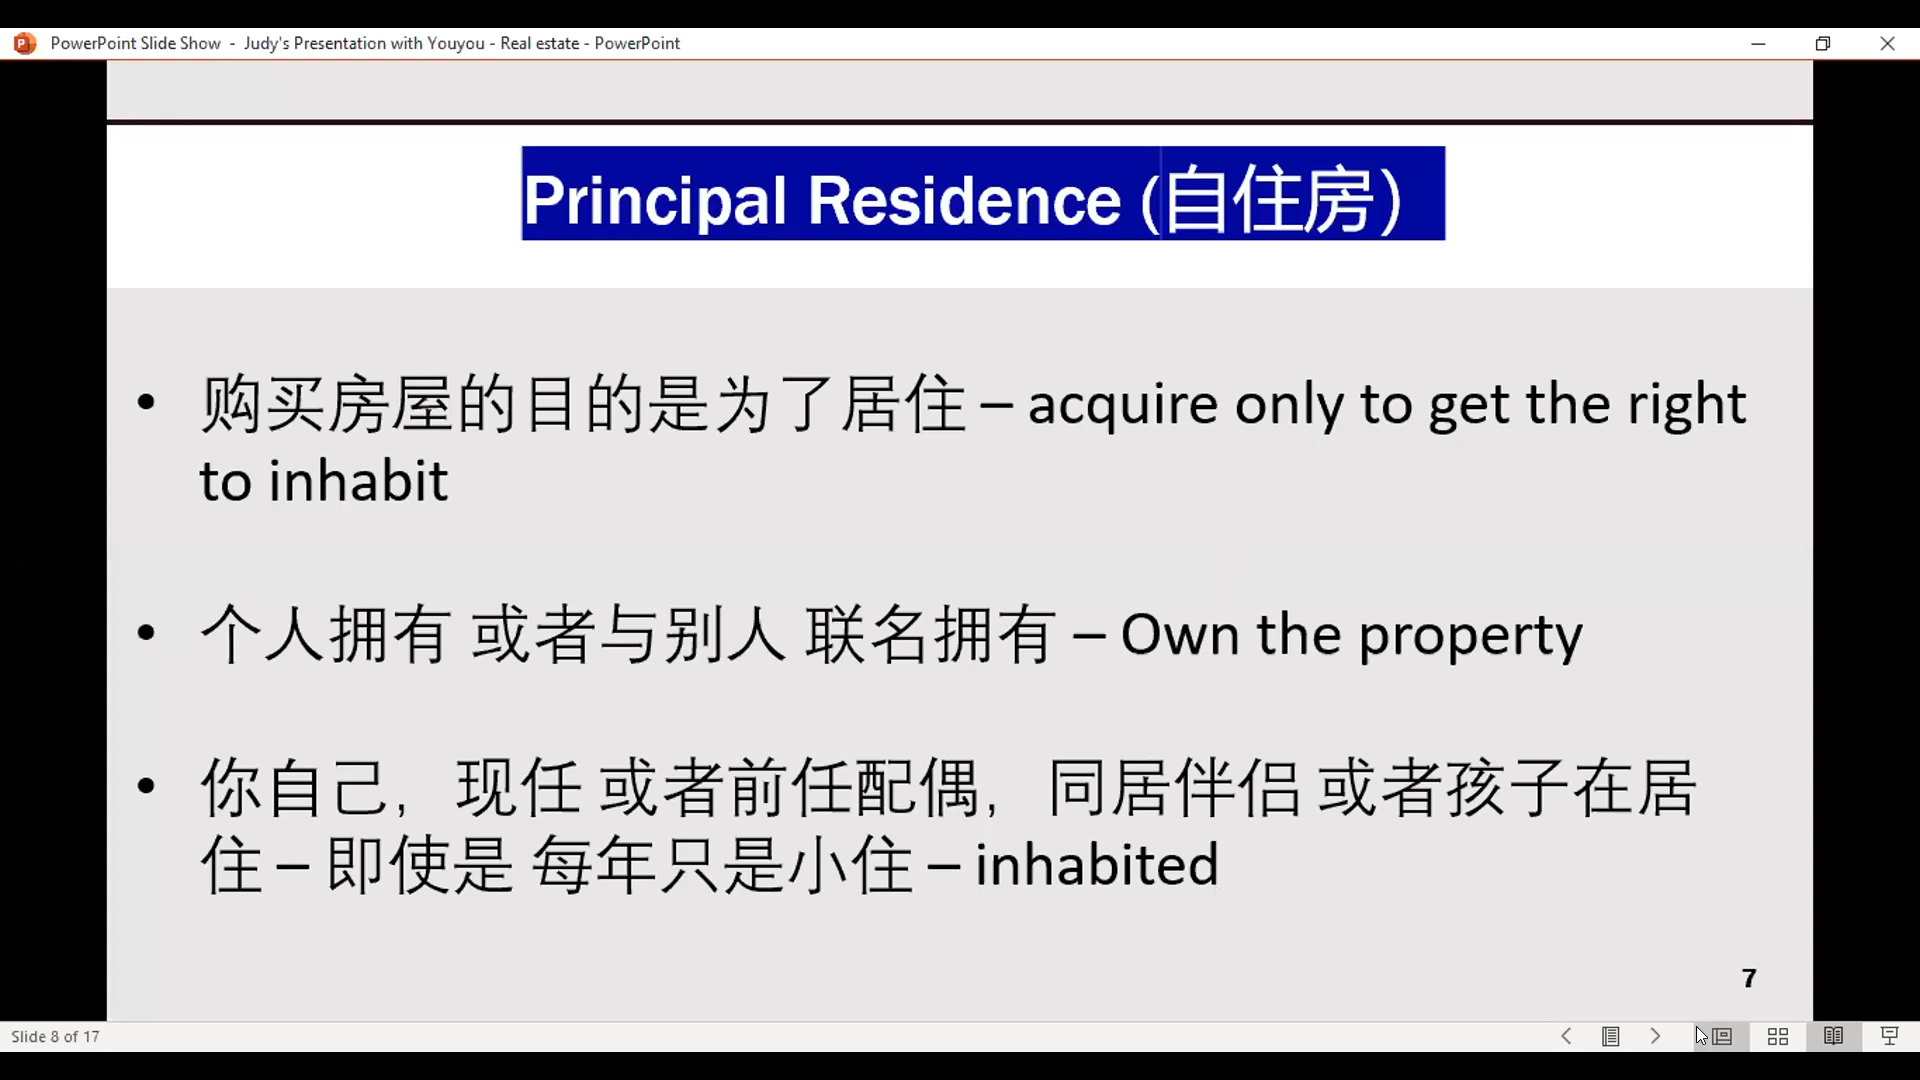 PowerPoint Slide Show - Judy's Presentation with Youyou - Real estate - PowerPoint
Principal Residence (自住房）
• 购买房屋的目的是为了居住 – acquire only to get the right
to inhabit
• 个人拥有 或者与别人 联名拥有 – Own the property
• 你自己，现任 或者前任配偶，同居伴侣 或者孩子在居
住 – 即使是 每年只是小住 – inhabited
7
Slide 8 of 17